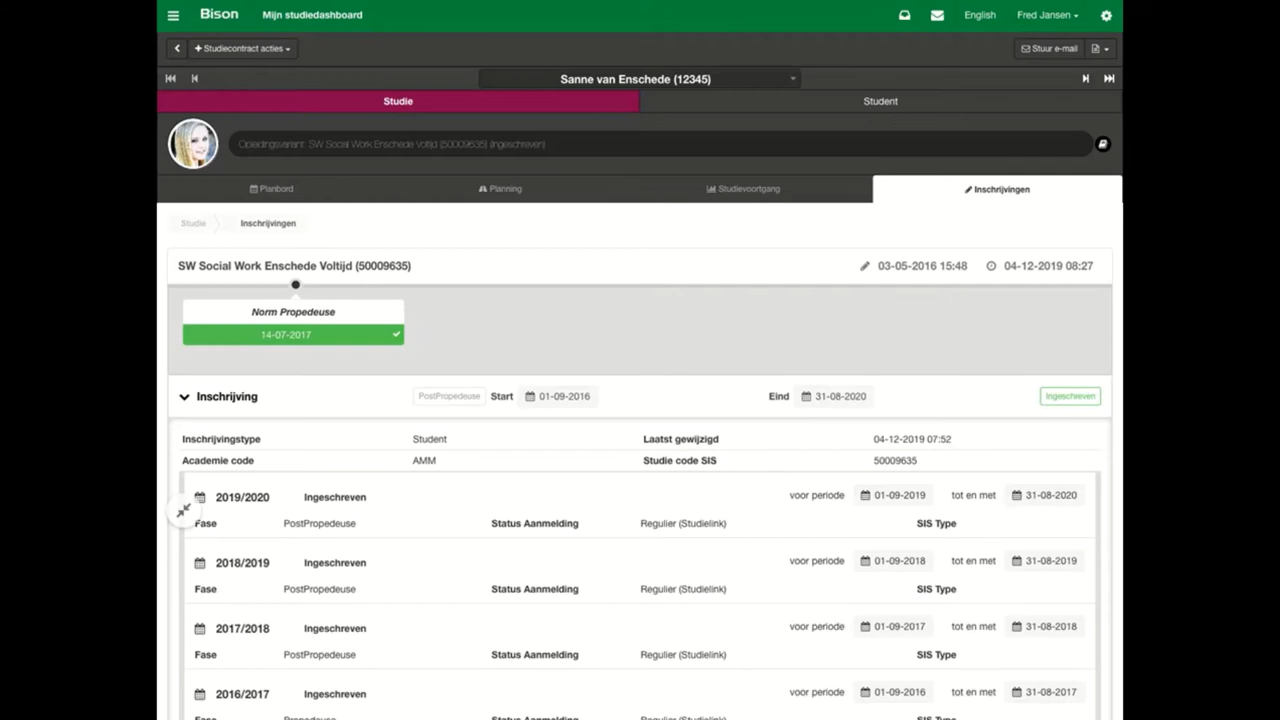 Bison Mijn studiedashboard English Fred Jansen
Studiecontract acties Stuur e-mail
Sanne van Enschede (12345)
Studie Student
Opleidingsvariant: SW Social Work Enschede Voltijd (50009635) (Ingeschreven)
Planbord Planning Studievoortgang Inschrijvingen
Studie Inschrijvingen
SW Social Work Enschede Voltijd (50009635) 03-05-2016 15:48 04-12-2019 08:27
Norm Propedeuse
14-07-2017
Inschrijving PostPropedeuse Start 01-09-2016 Eind 31-08-2020 Ingeschreven
Inschrijvingstype Student Laatst gewijzigd 04-12-2019 07:52
Academie code AMM Studie code SIS 50009635
2019/2020 Ingeschreven voor periode 01-09-2019 tot en met 31-08-2020
Fase PostPropedeuse Status Aanmelding Regulier (Studielink) SIS Type
2018/2019 Ingeschreven voor periode 01-09-2018 tot en met 31-08-2019
Fase PostPropedeuse Status Aanmelding Regulier (Studielink) SIS Type
2017/2018 Ingeschreven voor periode 01-09-2017 tot en met 31-08-2018
Fase PostPropedeuse Status Aanmelding Regulier (Studielink) SIS Type
2016/2017 Ingeschreven voor periode 01-09-2016 tot en met 31-08-2017
Fase Propedeuse Status Aanmelding Regulier (Studielink) SIS Type